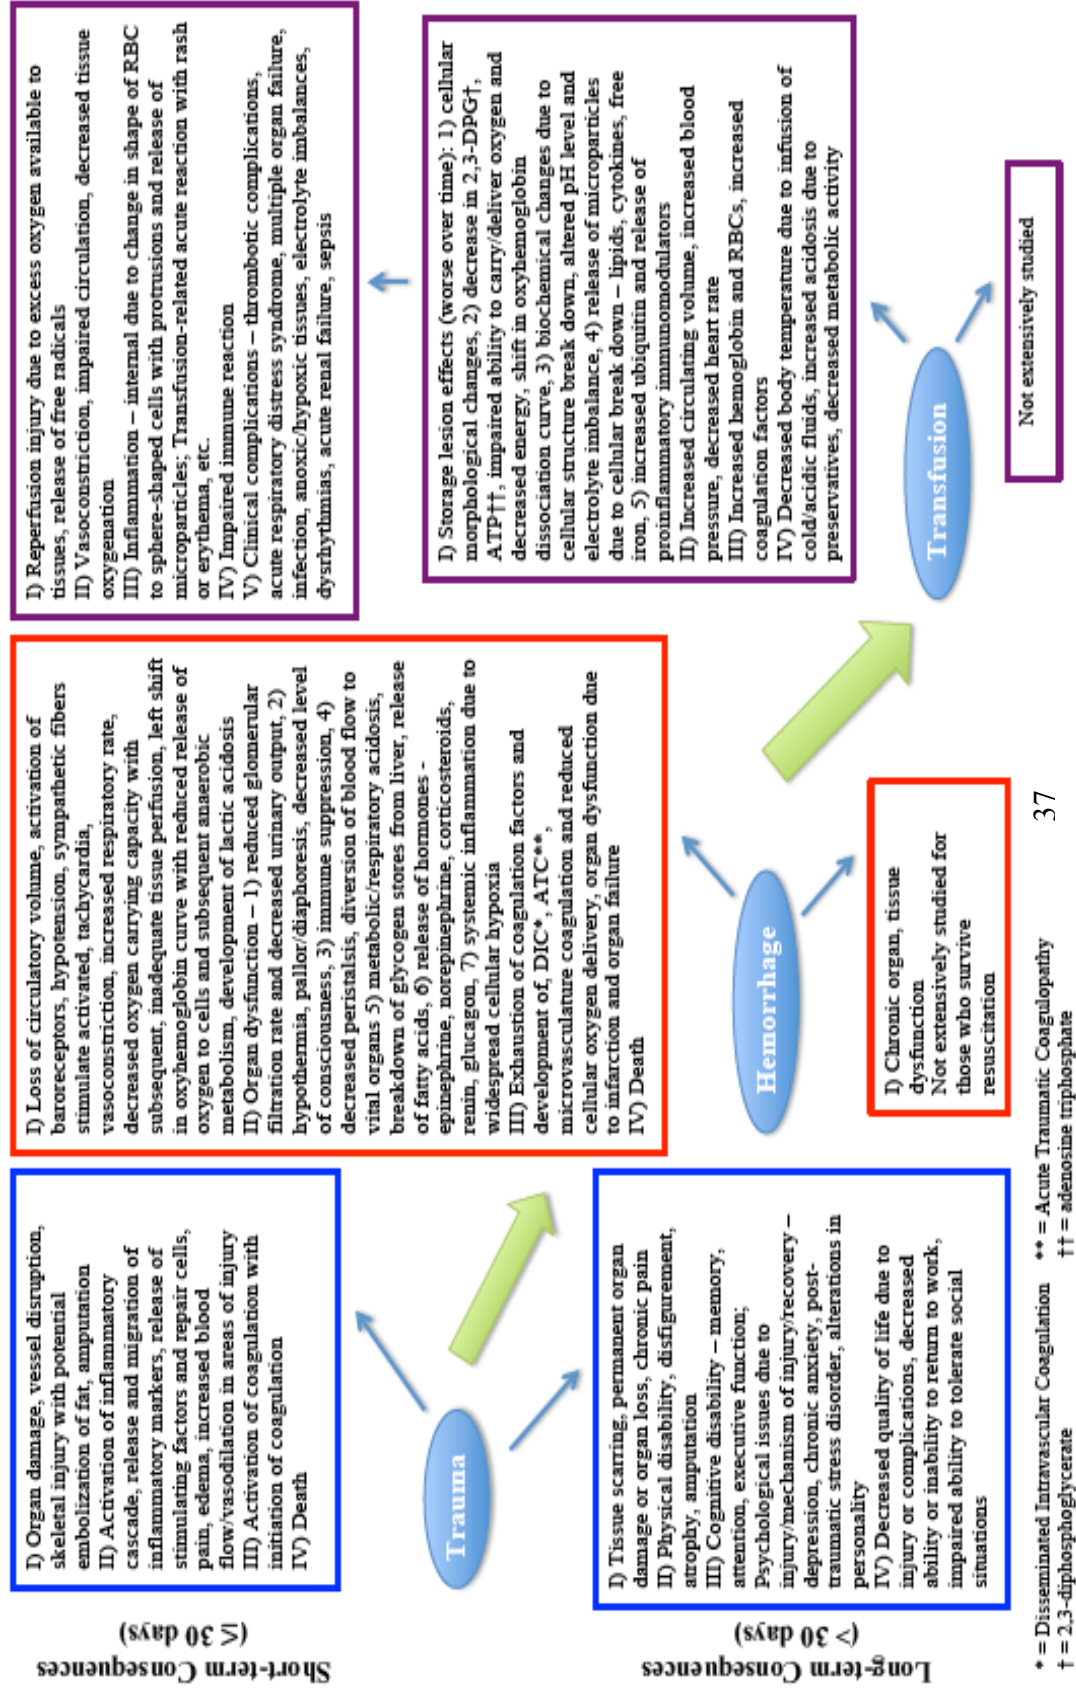 Short-term Consequences
(≤ 30 days)
I) Organ damage, vessel disruption,
skeletal injury with potential
embolization of fat, amputation
II) Activation of inflammatory
cascade, release and migration of
inflammatory markers, release of
stimulating factors and repair cells,
pain, edema, increased blood
flow/vasodilation in areas of injury
III) Activation of coagulation with
initiation of coagulation
IV) Death
I) Loss of circulatory volume, activation of
baroreceptors, hypotension, sympathetic fibers
stimulate activated, tachycardia,
vasoconstriction, increased respiratory rate,
decreased oxygen carrying capacity with
subsequent, inadequate tissue perfusion, left shift
in oxyhemoglobin curve with reduced release of
oxygen to cells and subsequent anaerobic
metabolism, development of lactic acidosis
II) Organ dysfunction – 1) reduced glomerular
filtration rate and decreased urinary output, 2)
hypothermia, pallor/diaphoresis, decreased level
of consciousness, 3) immune suppression, 4)
decreased peristalsis, diversion of blood flow to
vital organs 5) metabolic/respiratory acidosis,
breakdown of glycogen stores from liver, release
of fatty acids, 6) release of hormones -
epinephrine, norepinephrine, corticosteroids,
renin, glucagon, 7) systemic inflammation due to
widespread cellular hypoxia
III) Exhaustion of coagulation factors and
development of, DIC*, ATC**,
microvasculature coagulation and reduced
cellular oxygen delivery, organ dysfunction due
to infarction and organ failure
IV) Death
I) Reperfusion injury due to excess oxygen available to
tissues, release of free radicals
II) Vasoconstriction, impaired circulation, decreased tissue
oxygenation
III) Inflammation – internal due to change in shape of RBC
to sphere-shaped cells with protrusions and release of
microparticles; Transfusion-related acute reaction with rash
or erythema, etc.
IV) Impaired immune reaction
V) Clinical complications – thrombotic complications,
acute respiratory distress syndrome, multiple organ failure,
infection, anoxic/hypoxic tissues, electrolyte imbalances,
dysrhythmias, acute renal failure, sepsis
I) Storage lesion effects (worse over time): 1) cellular
morphological changes, 2) decrease in 2,3-DPG†,
ATP††, impaired ability to carry/deliver oxygen and
decreased energy, shift in oxyhemoglobin
dissociation curve, 3) biochemical changes due to
cellular structure break down, altered pH level and
electrolyte imbalance, 4) release of microparticles
due to cellular break down – lipids, cytokines, free
iron, 5) increased ubiquitin and release of
proinflammatory immunomodulators
II) Increased circulating volume, increased blood
pressure, decreased heart rate
III) Increased hemoglobin and RBCs, increased
coagulation factors
IV) Decreased body temperature due to infusion of
cold/acidic fluids, increased acidosis due to
preservatives, decreased metabolic activity
Trauma
Hemorrhage
Transfusion
Long-term Consequences
(> 30 days)
I) Tissue scarring, permanent organ
damage or organ loss, chronic pain
II) Physical disability, disfigurement,
atrophy, amputation
III) Cognitive disability – memory,
attention, executive function;
Psychological issues due to
injury/mechanism of injury/recovery –
depression, chronic anxiety, post-
traumatic stress disorder, alterations in
personality
IV) Decreased quality of life due to
injury or complications, decreased
ability or inability to return to work,
impaired ability to tolerate social
situations
I) Chronic organ, tissue
dysfunction
Not extensively studied for
those who survive
resuscitation
Not extensively studied
* = Disseminated Intravascular Coagulation ** = Acute Traumatic Coagulopathy
† = 2,3-diphosphoglycerate †† = adenosine triphosphate
37